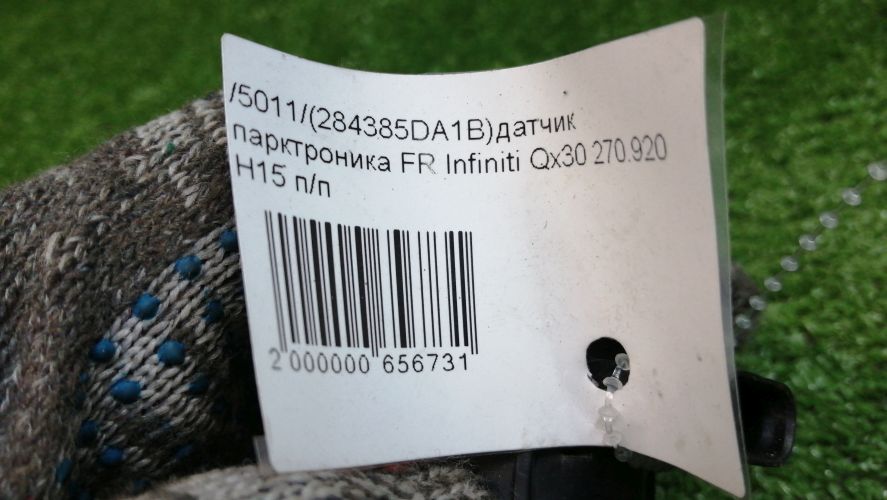 /5011/(284385DA1B)датчик
парктроника FR Infiniti Qx30 270.920
H15 п/п
2 000000 656731